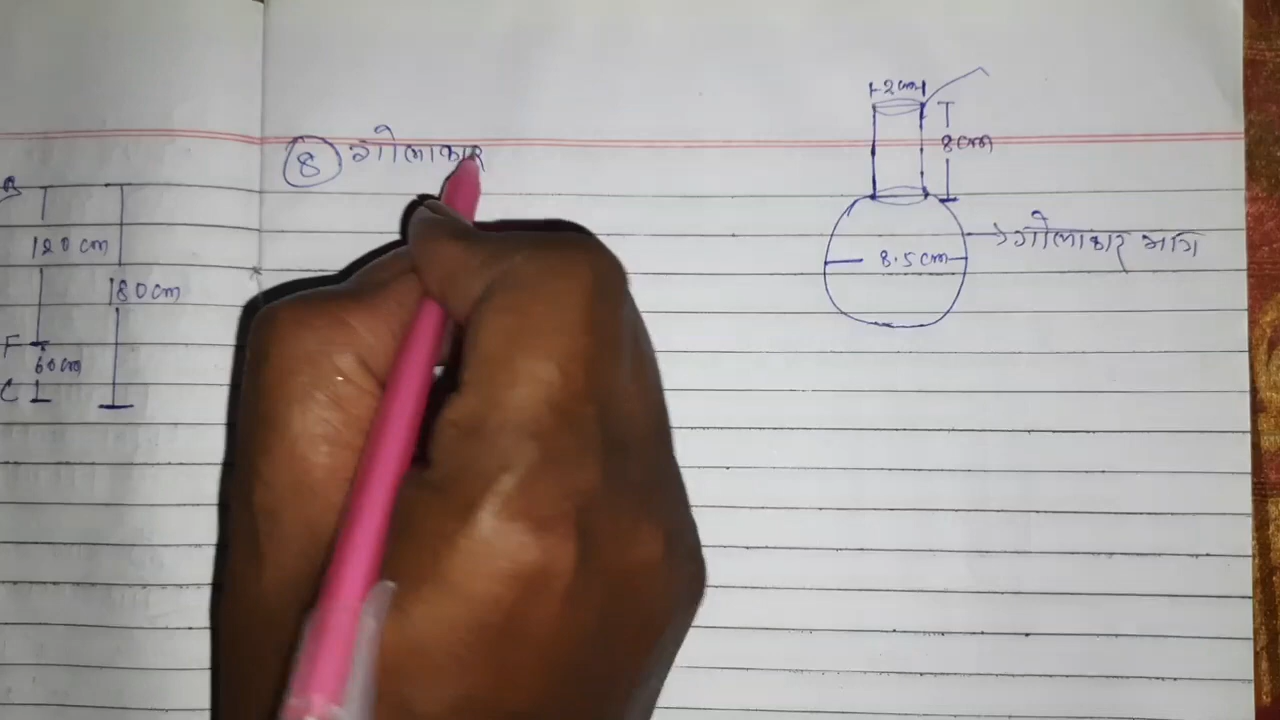 120 cm
180 cm
F
60 cm
C
8 गोलाकार
2 cm
8 cm
8.5 cm
गोलाकार भाग